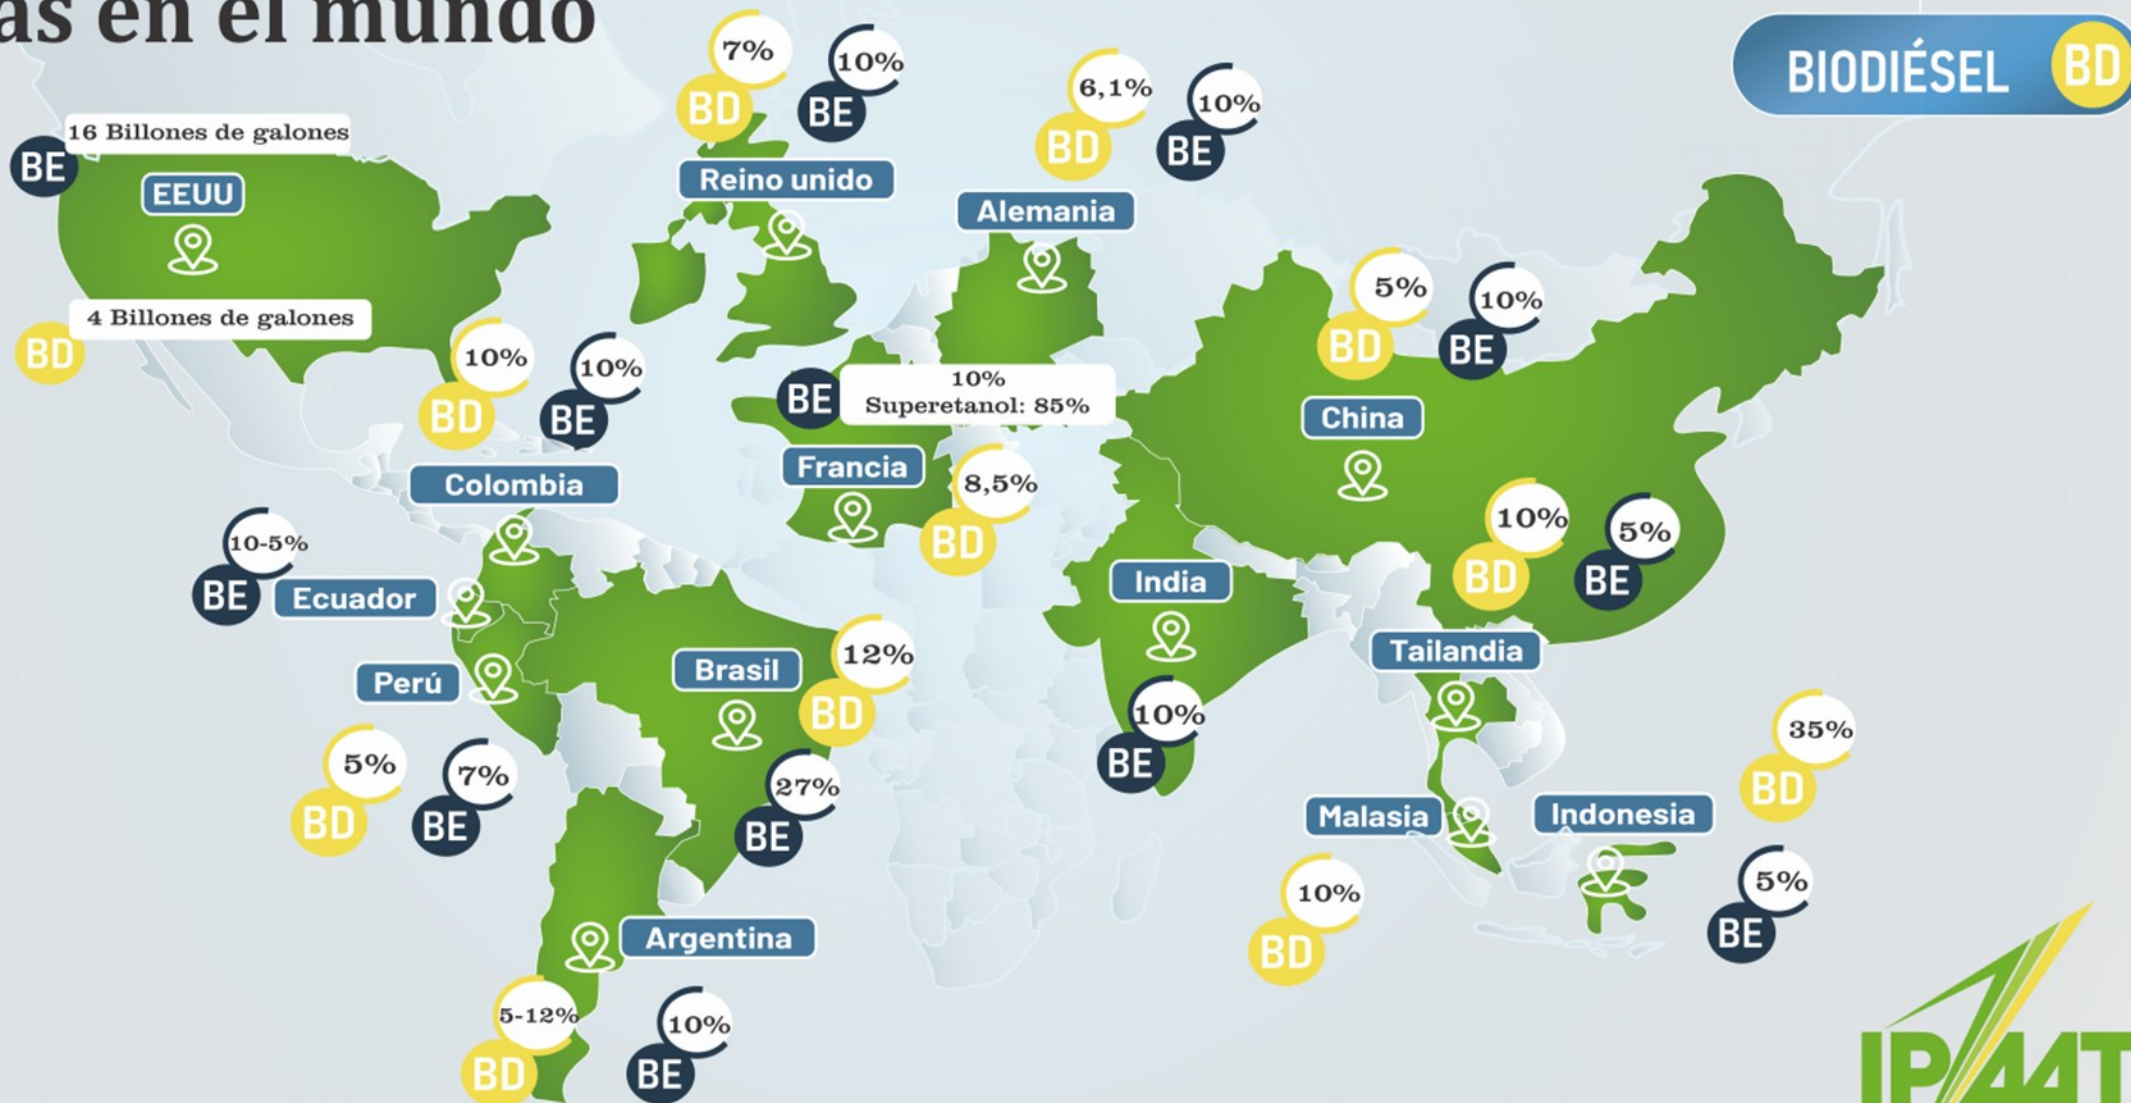 as en el mundo
BIODIÉSEL BD
16 Billones de galones
BE
EEUU
4 Billones de galones
BD
7%
BD
10%
BE
Reino unido
6,1%
BD
10%
BE
Alemania
10%
BD
10%
BE
Colombia
BE
10%
Superetanol: 85%
Francia
8,5%
BD
5%
BD
10%
BE
China
10-5%
BE
Ecuador
Perú
5%
BD
7%
BE
Brasil
12%
BD
27%
BE
India
10%
BE
10%
BD
5%
BE
Tailandia
Malasia
10%
BD
Indonesia
35%
BD
5%
BE
Argentina
5-12%
BD
10%
BE